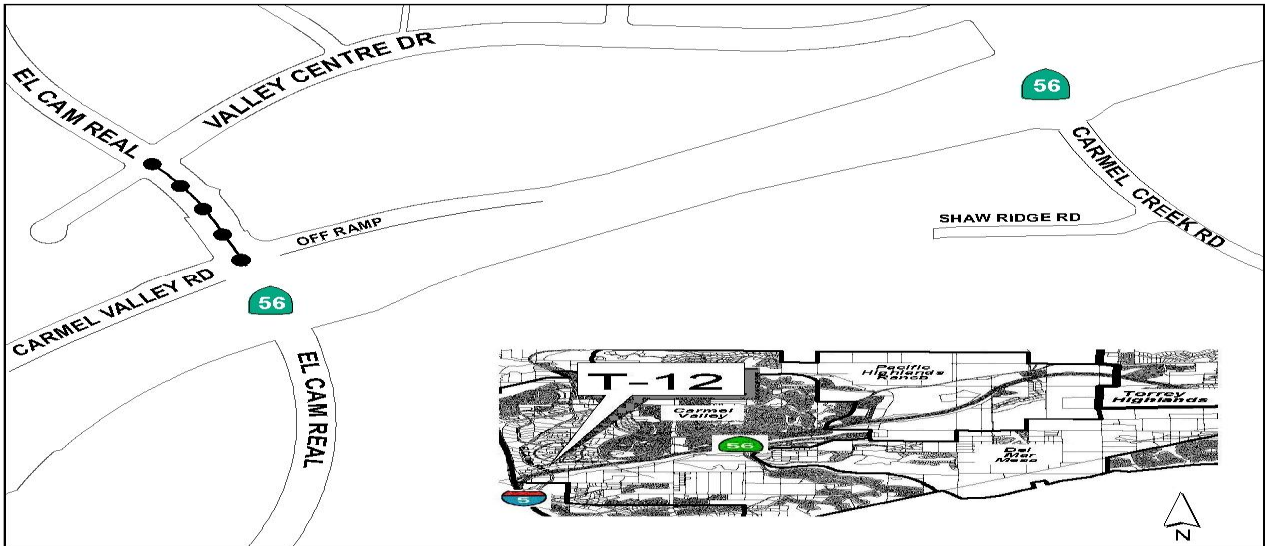 VALLEY CENTRE DR
EL CAM REAL
56
CARMEL CREEK RD
SHAW RIDGE RD
OFF RAMP
CARMEL VALLEY RD
56
EL CAM REAL
T-12
Pacific
Highlands
Ranch
Torrey
Highlands
Carmel
Valley
56
Del
Mar
Mesa
5
N